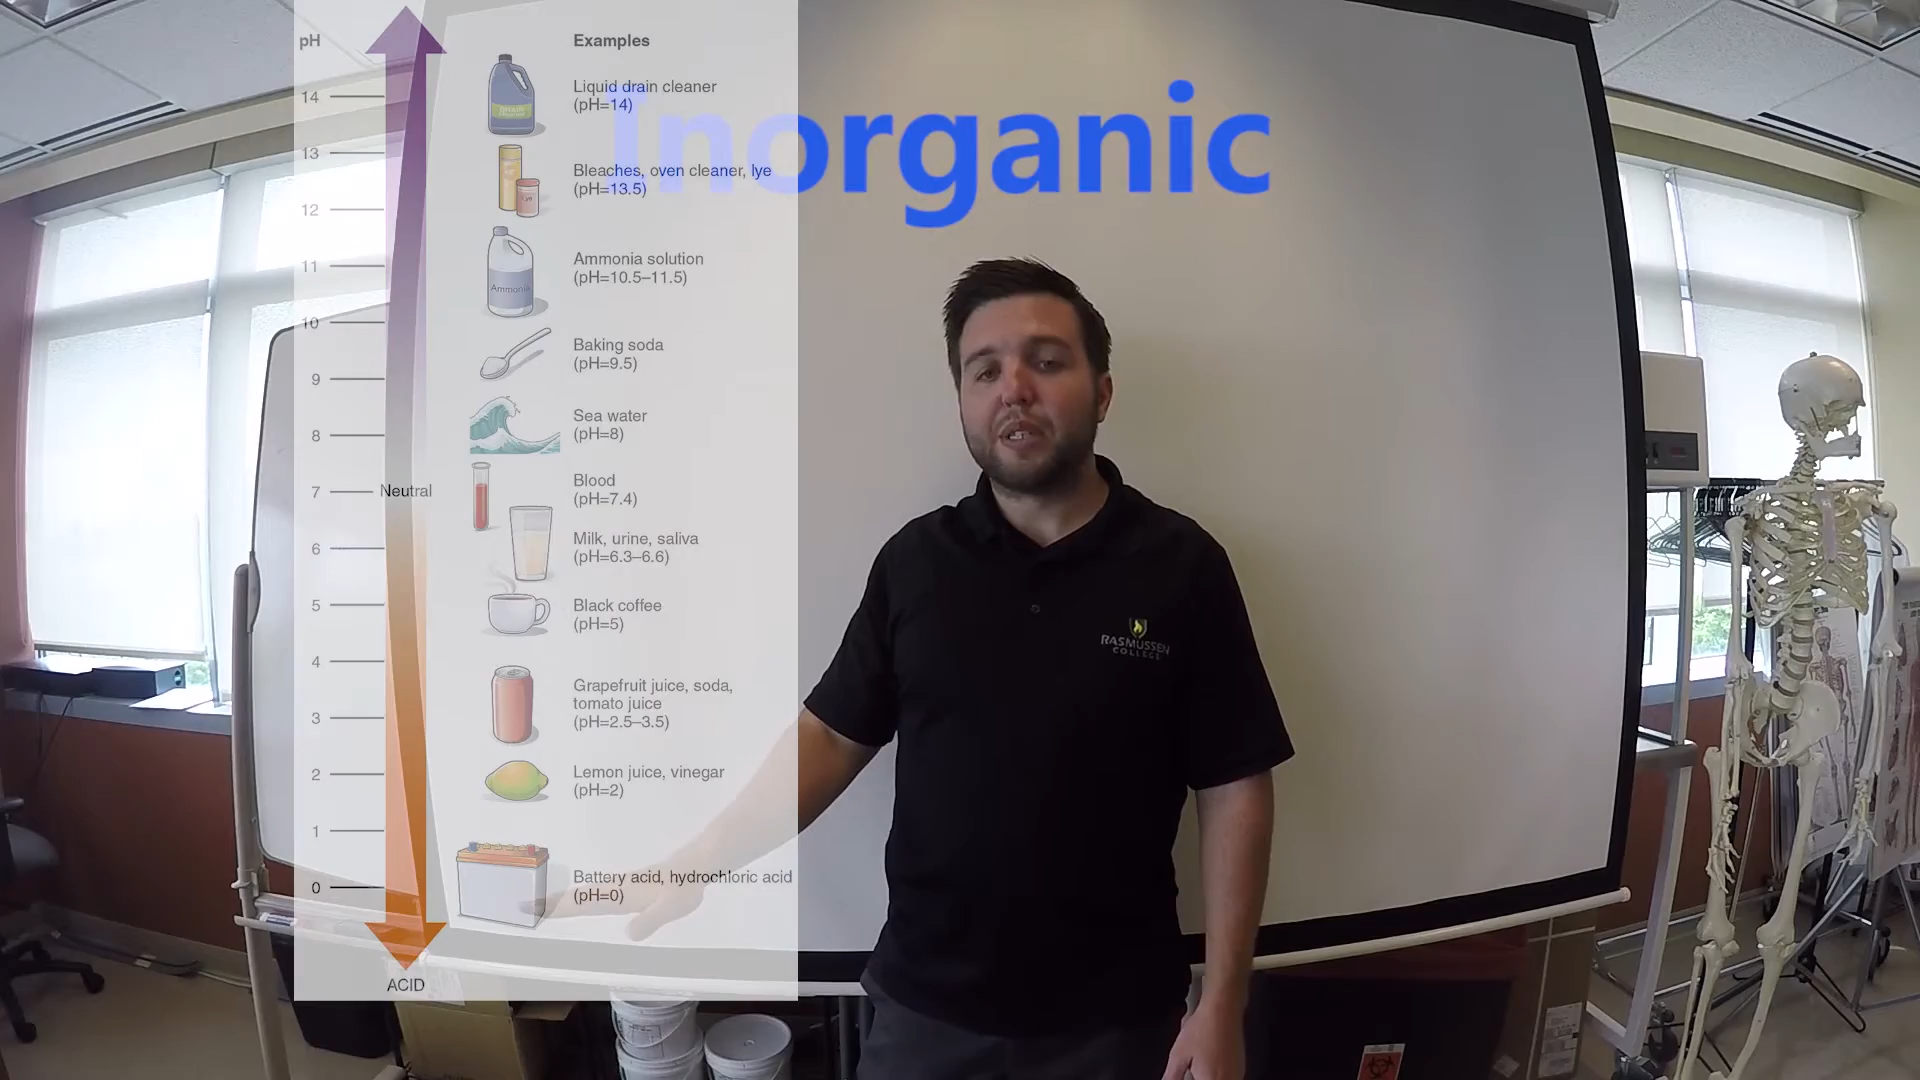 Inorganic
pH
Examples
14
Liquid drain cleaner
(pH=14)
13
Bleaches, oven cleaner, lye
(pH=13.5)
12
11
Ammonia solution
(pH=10.5–11.5)
Ammonia
10
Baking soda
(pH=9.5)
9
Sea water
(pH=8)
8
Blood
(pH=7.4)
7
Neutral
Milk, urine, saliva
(pH=6.3–6.6)
6
Black coffee
(pH=5)
5
4
Grapefruit juice, soda,
tomato juice
(pH=2.5–3.5)
3
2
Lemon juice, vinegar
(pH=2)
1
0
Battery acid, hydrochloric acid
(pH=0)
ACID
RASMUSSEN
COLLEGE